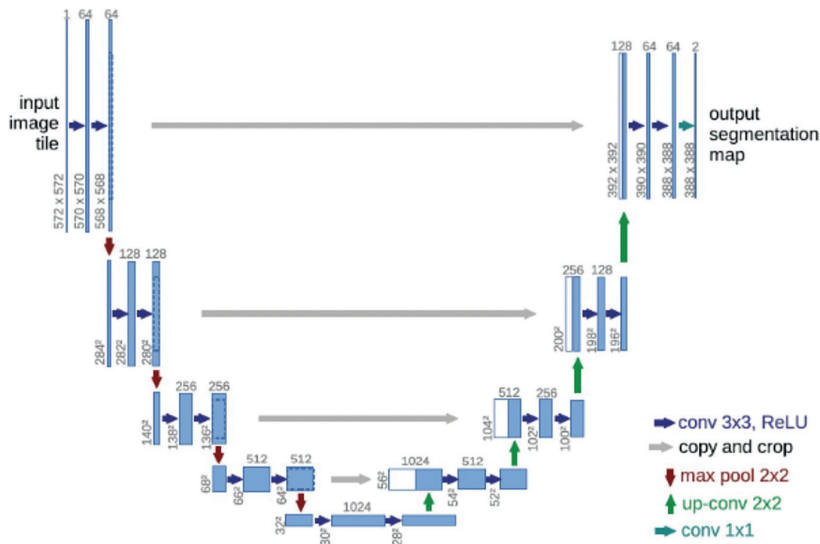 1 64 64
input
image
tile
572 x 572
570 x 570
568 x 568
128 64 64 2
output
segmentation
map
392 x 392
390 x 390
388 x 388
388 x 388
128 128
284²
282²
280²
256 128
200²
198²
196²
256 256
140²
138²
136²
512 256
104²
102²
100²
512 512
68²
66²
64²
1024 512
56²
54²
52²
1024
32²
30²
28²
conv 3x3, ReLU
copy and crop
max pool 2x2
up-conv 2x2
conv 1x1